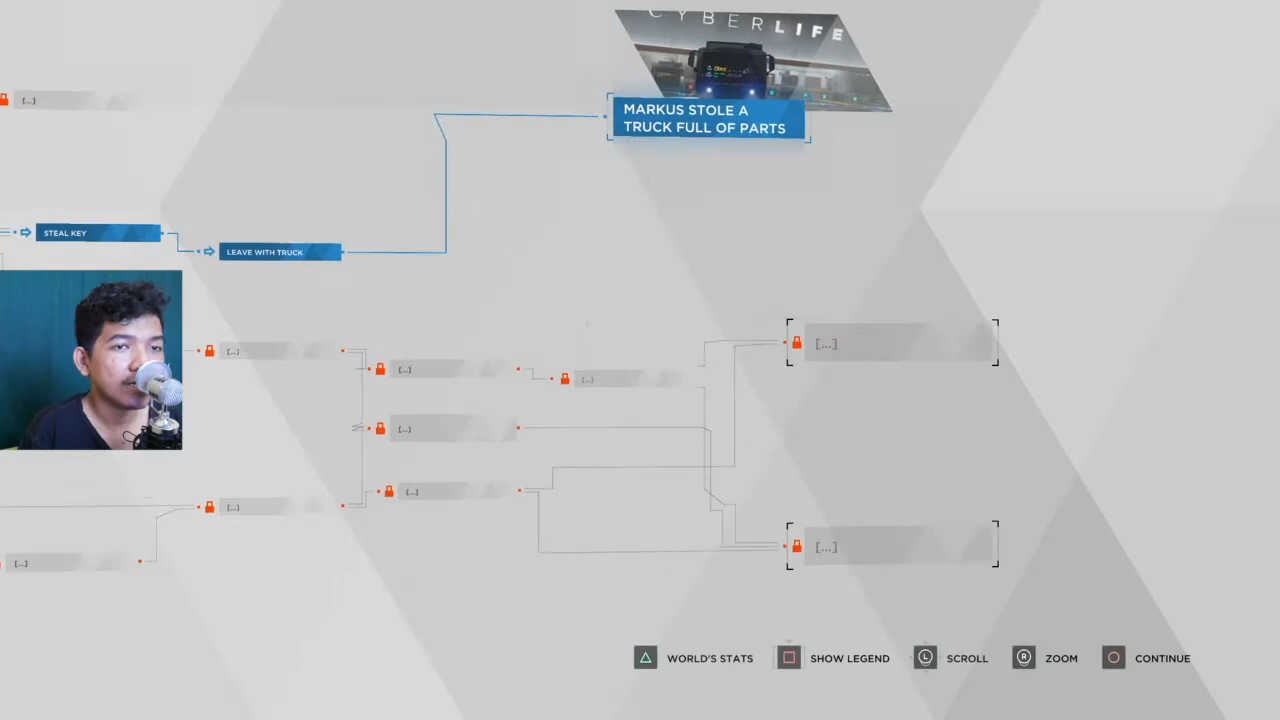 CYBERLIFE
MARKUS STOLE A
TRUCK FULL OF PARTS
[...]
STEAL KEY
LEAVE WITH TRUCK
[...]
[...]
[...]
[...]
[...]
[...]
[...]
[...]
[...]
WORLD'S STATS
SHOW LEGEND
L
SCROLL
R
ZOOM
CONTINUE